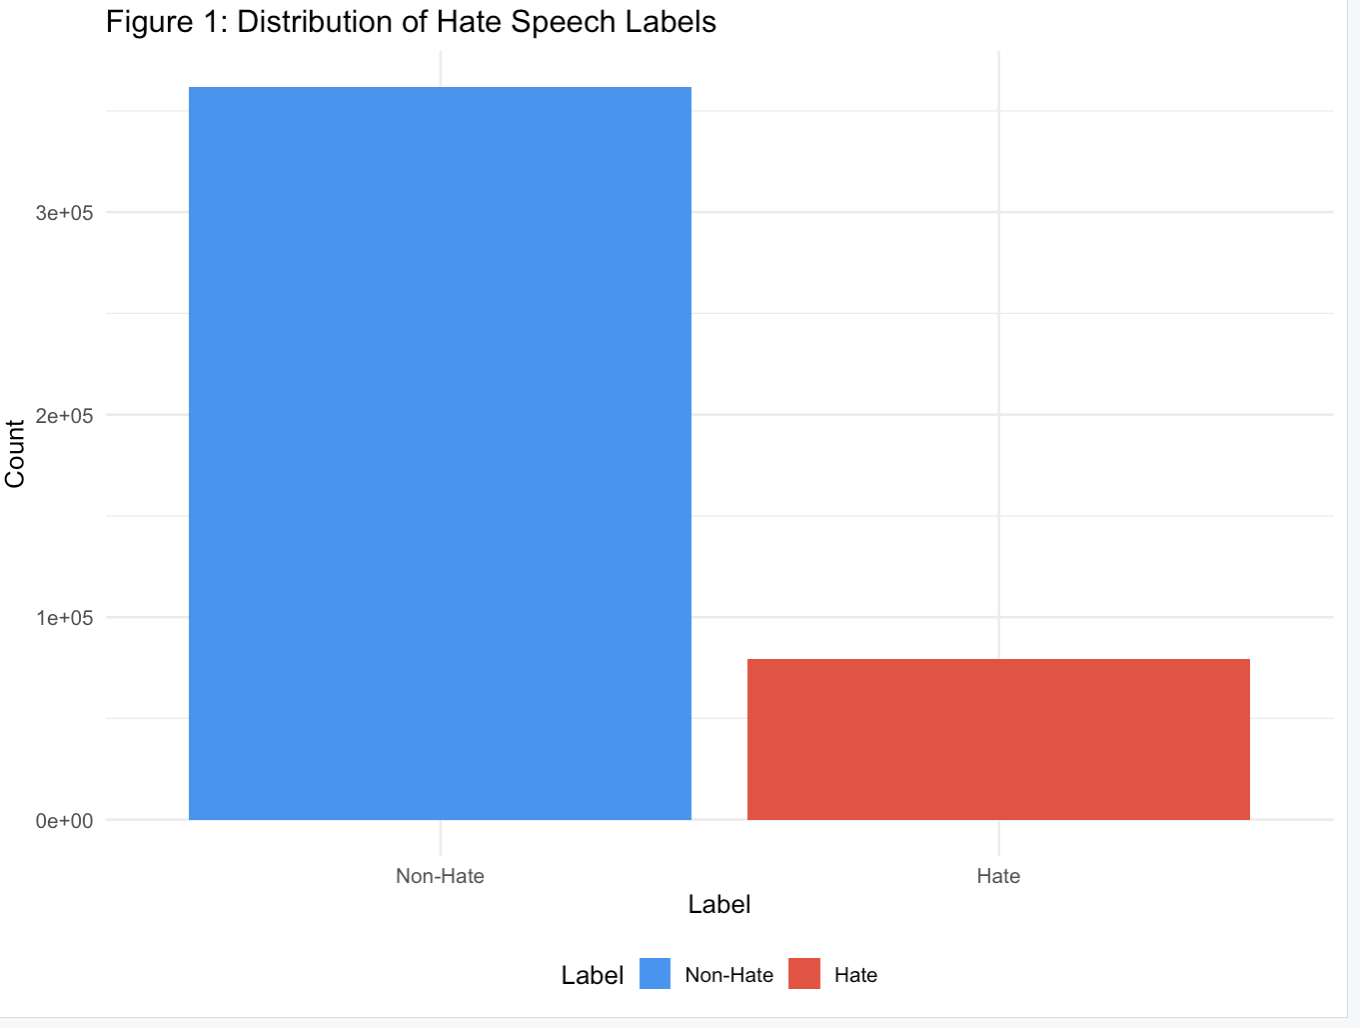 Figure 1: Distribution of Hate Speech Labels
3e+05
2e+05
1e+05
0e+00
Count
Non-Hate Hate
Label
Label Non-Hate Hate